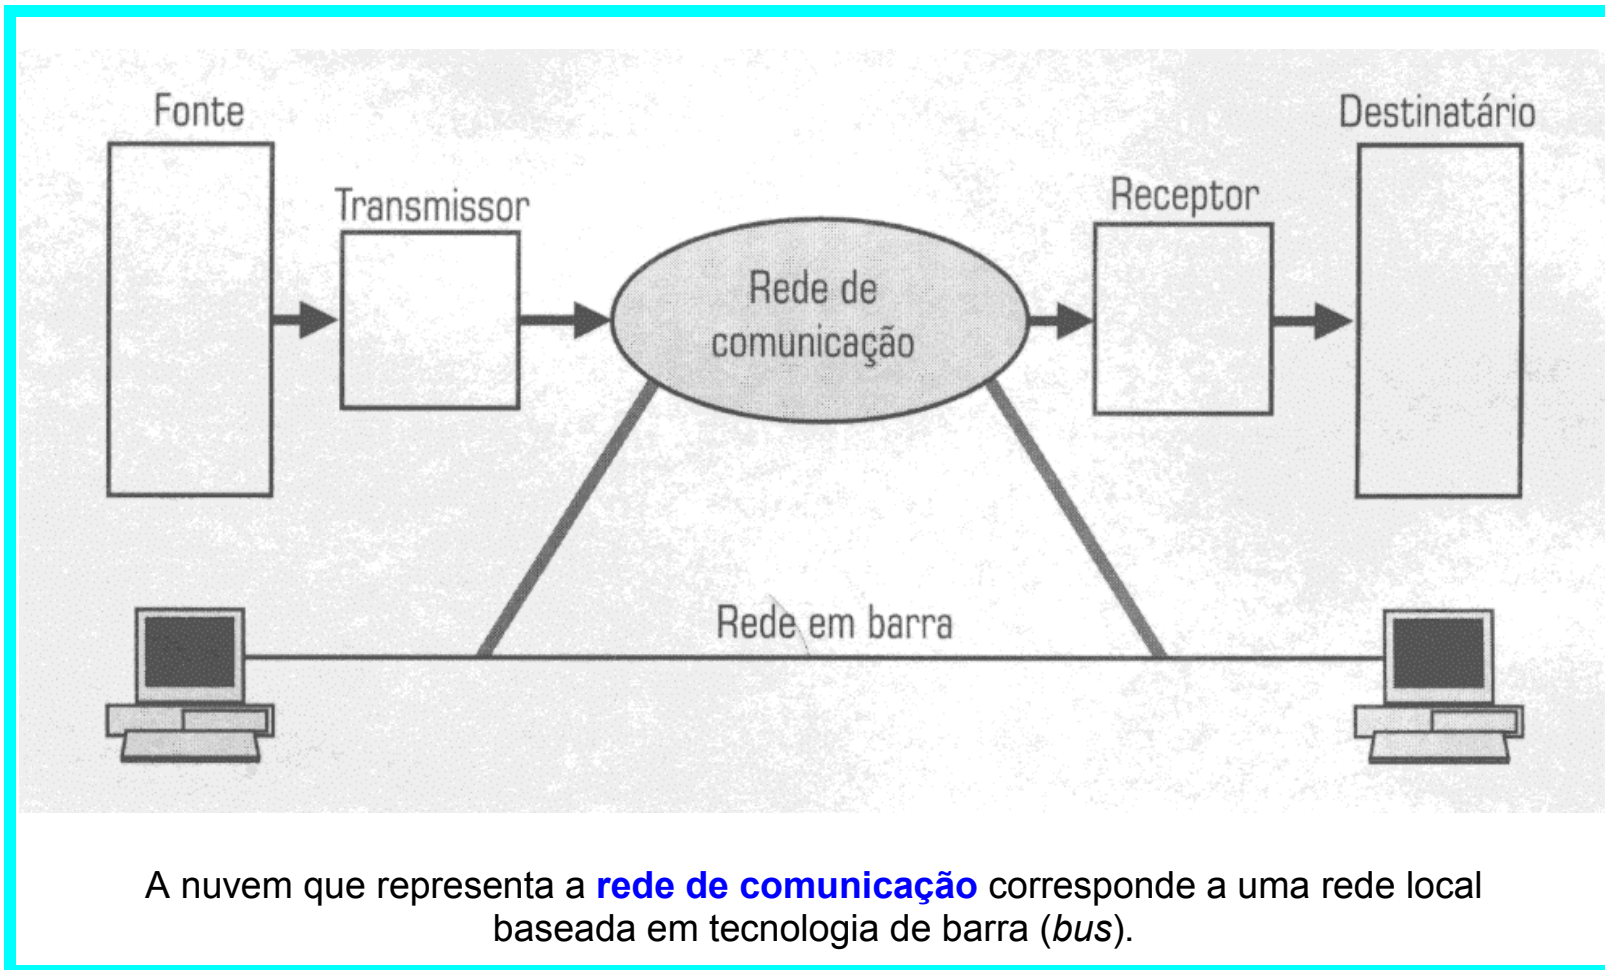 Fonte
Destinatário
Transmissor
Receptor
Rede de
comunicação
Rede em barra
A nuvem que representa a rede de comunicação corresponde a uma rede local
baseada em tecnologia de barra (bus).